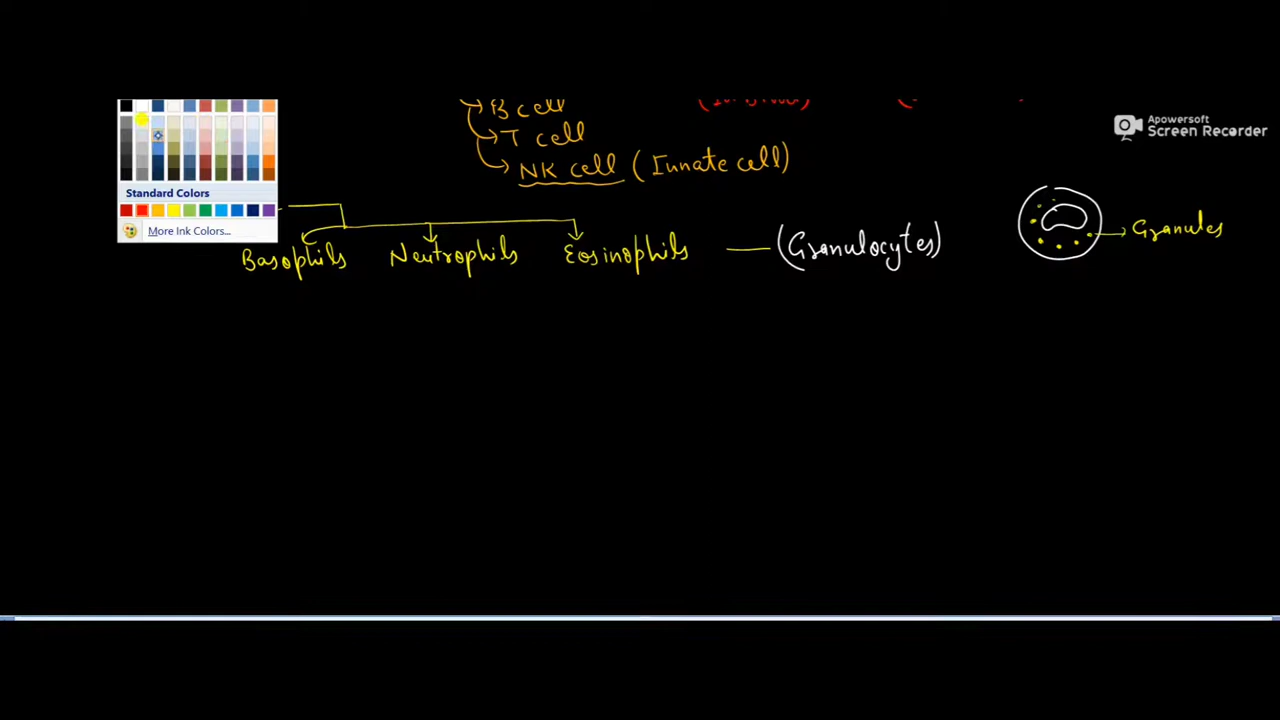 B cell
T cell
NK cell (Innate cell)
Apowersoft
Screen Recorder
Standard Colors
More Ink Colors...
Basophils Neutrophils Eosinophils — (Granulocytes)
Granules